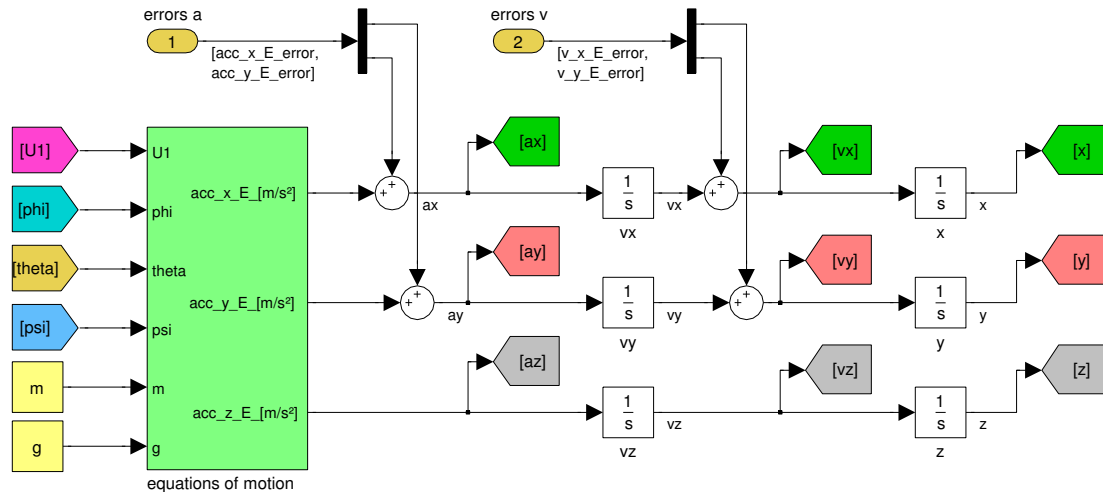 errors a
1
[acc_x_E_error,
acc_y_E_error]
errors v
2
[v_x_E_error,
v_y_E_error]
[U1]
[phi]
[theta]
[psi]
m
g
U1
phi
theta
psi
m
g
acc_x_E_[m/s²]
acc_y_E_[m/s²]
acc_z_E_[m/s²]
equations of motion
+
+
ax
[ax]
1
s
vx
vx
+
+
[vx]
1
s
x
x
[x]
+
+
ay
[ay]
1
s
vy
vy
+
+
[vy]
1
s
y
y
[y]
[az]
1
s
vz
vz
[vz]
1
s
z
z
[z]